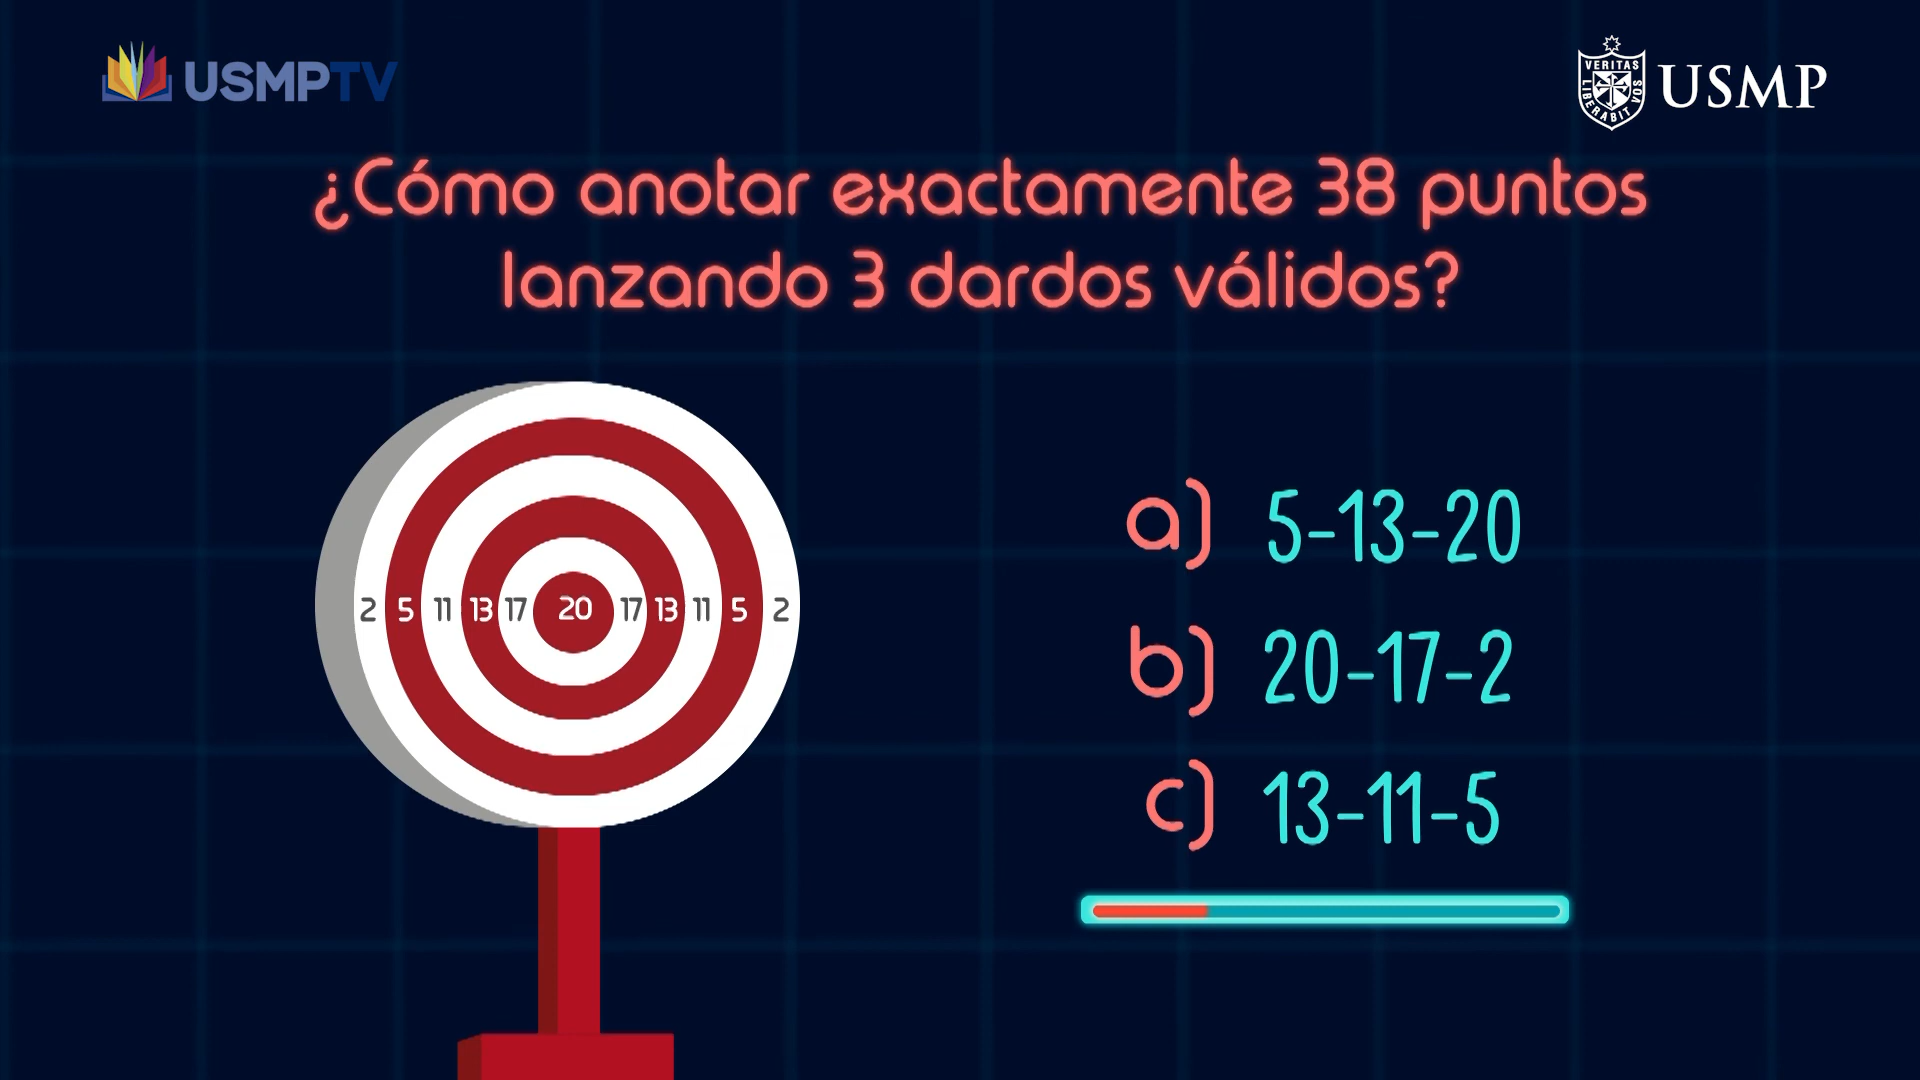 USMPTV
VERITAS
LIBERABIT VOS
USMP
¿Cómo anotar exactamente 38 puntos
lanzando 3 dardos válidos?
2 5 11 13 17 20 17 13 11 5 2
a) 5-13-20
b) 20-17-2
c) 13-11-5